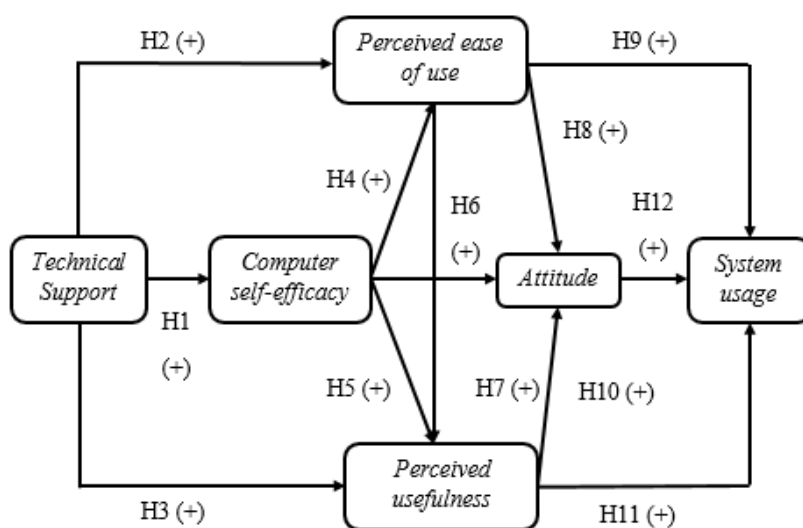 H2 (+)
Perceived ease
of use
H9 (+)
H8 (+)
H4 (+)
H6
(+)
H12
(+)
Technical
Support
Computer
self-efficacy
Attitude
System
usage
H1
(+)
H5 (+)
H7 (+)
H10 (+)
Perceived
usefulness
H3 (+)
H11 (+)